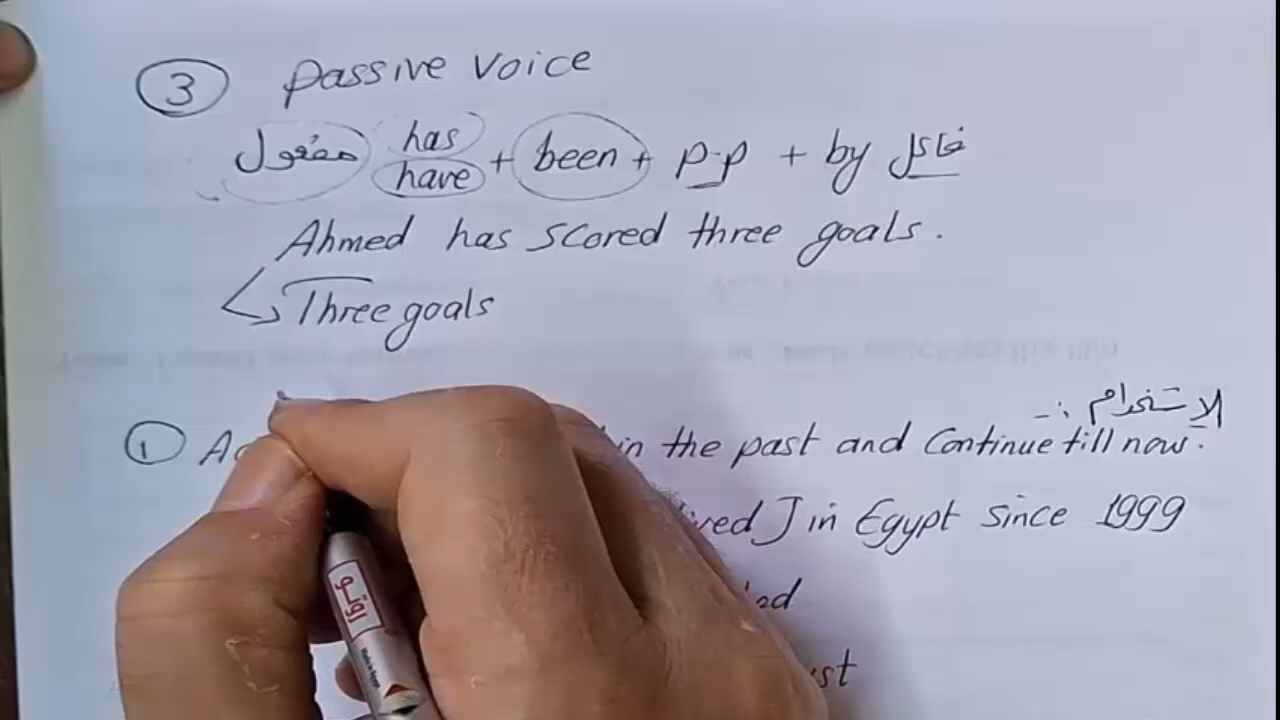 3 Passive Voice
مفعول has/have + been + p.p + by فاعل
Ahmed has scored three goals.
Three goals
الاستخدام :-
1 in the past and Continue till now.
in Egypt since 1999
روتو